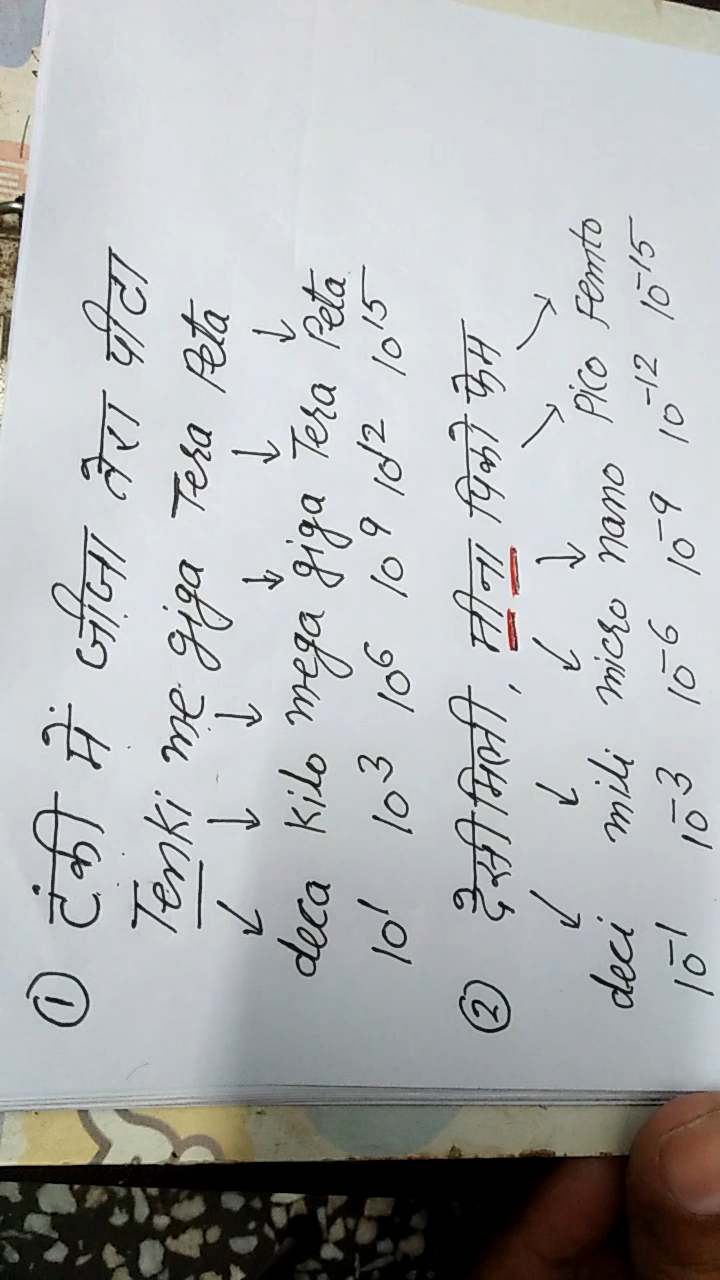 ① टंकी में जीजा तेरा पीटा
Tenki me giga Tera Peta
deca kilo mega giga Tera Peta
10¹ 10³ 10⁶ 10⁹ 10¹² 10¹⁵
② देसी मिली, मीना पिको फेम
deci mili micro nano Pico Femto
10⁻¹ 10⁻³ 10⁻⁶ 10⁻⁹ 10⁻¹² 10⁻¹⁵